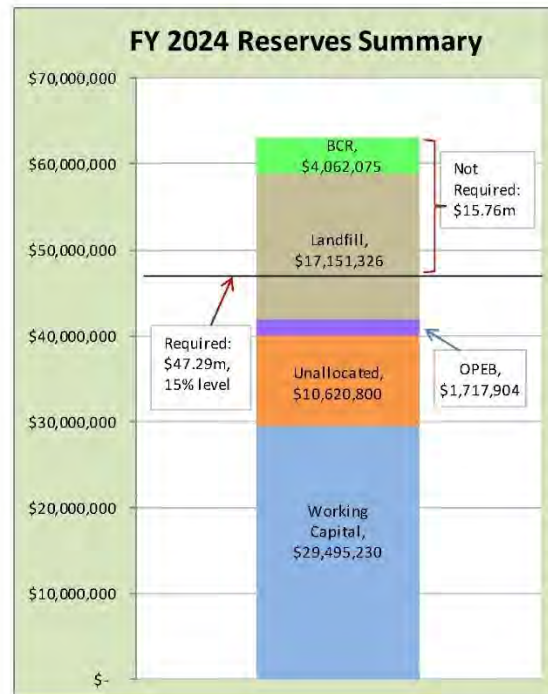 FY 2024 Reserves Summary
$70,000,000
$60,000,000
$50,000,000
$40,000,000
$30,000,000
$20,000,000
$10,000,000
$-
BCR,
$4,062,075
Not
Required:
$15.76m
Landfill,
$17,151,326
Required:
$47.29m,
15% level
OPEB,
$1,717,904
Unallocated,
$10,620,800
Working
Capital,
$29,495,230